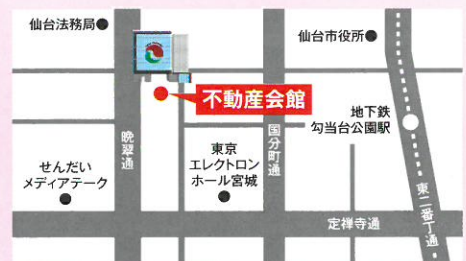 仙台法務局
仙台市役所
不動産会館
地下鉄
勾当台公園駅
晩翠通
国分町通
東京
エレクトロン
ホール宮城
せんだい
メディアテーク
東二番丁通
定禅寺通